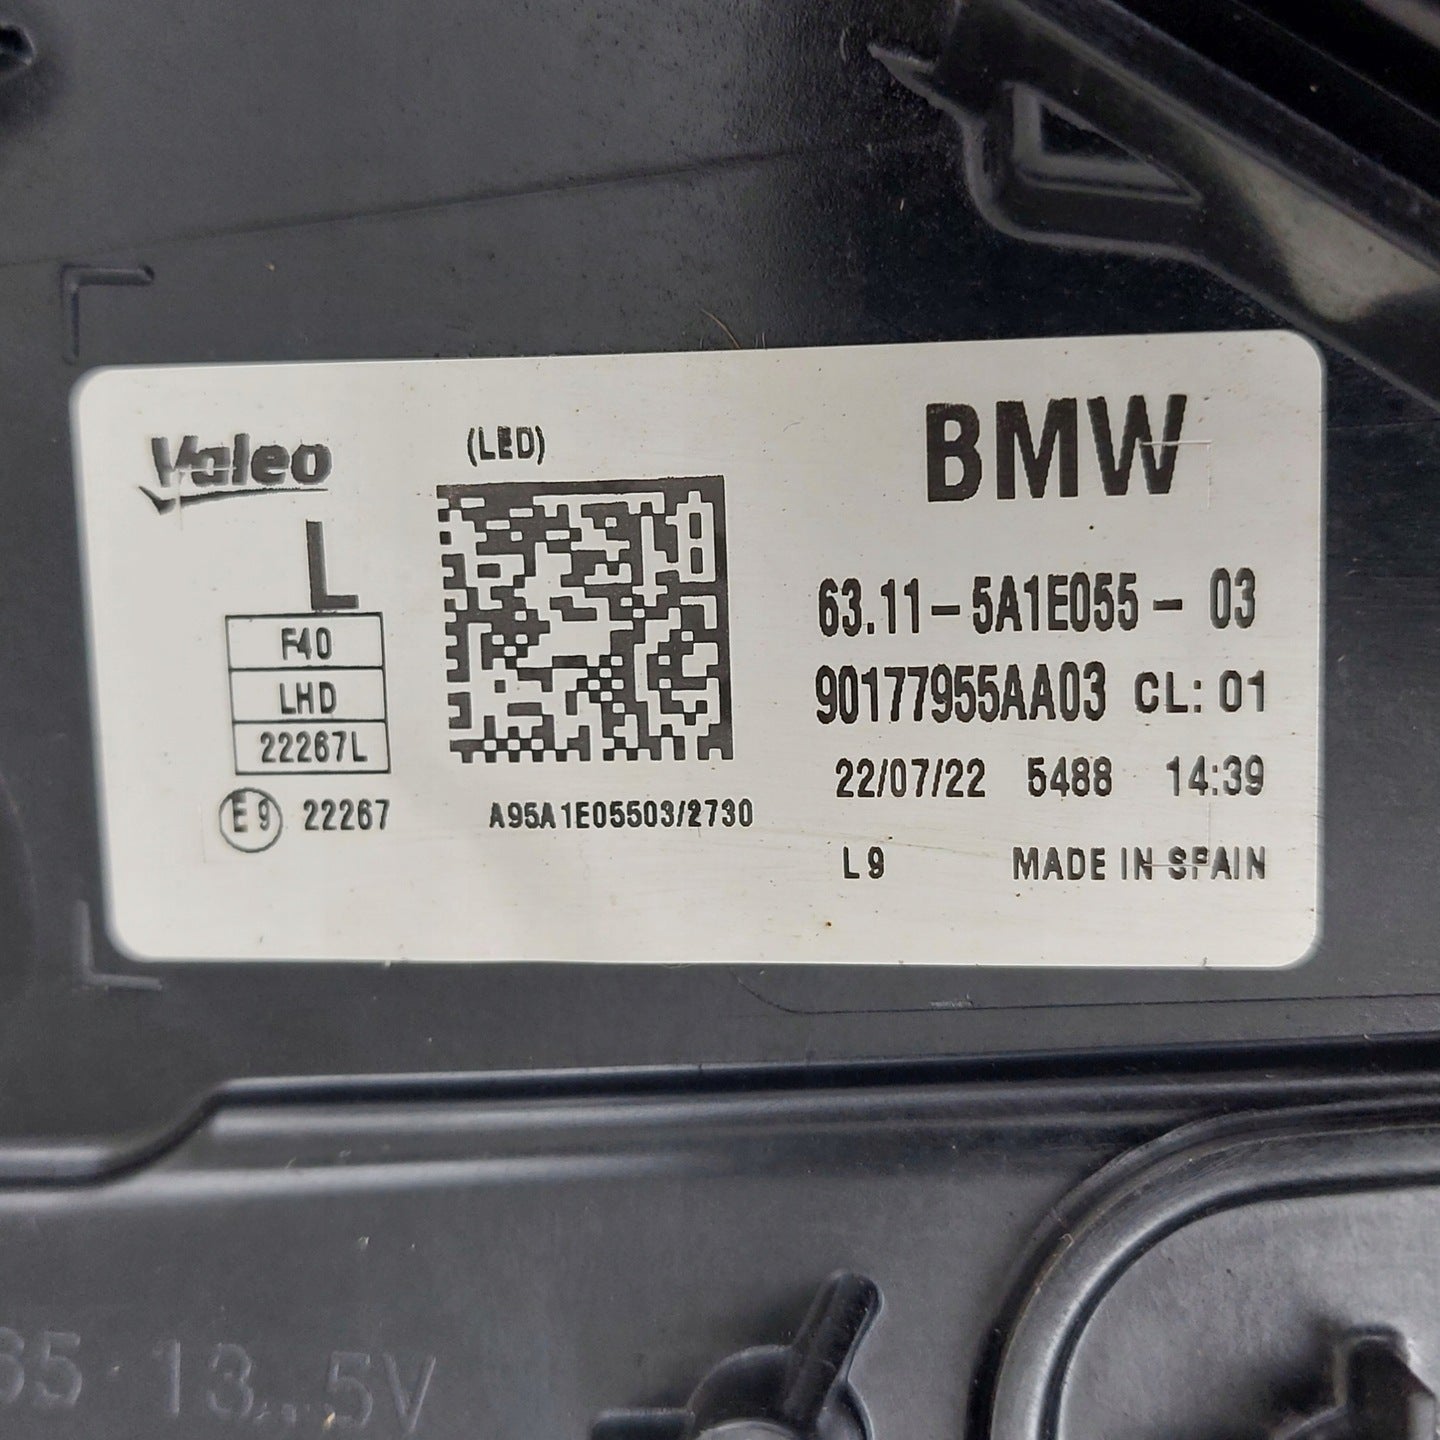 Valeo
(LED)
BMW
L
F40
LHD
22267L
E9 22267
A95A1E05503/2730
63.11-5A1E055-03
90177955AA03 CL:01
22/07/22 5488 14:39
L9 MADE IN SPAIN
13.5V